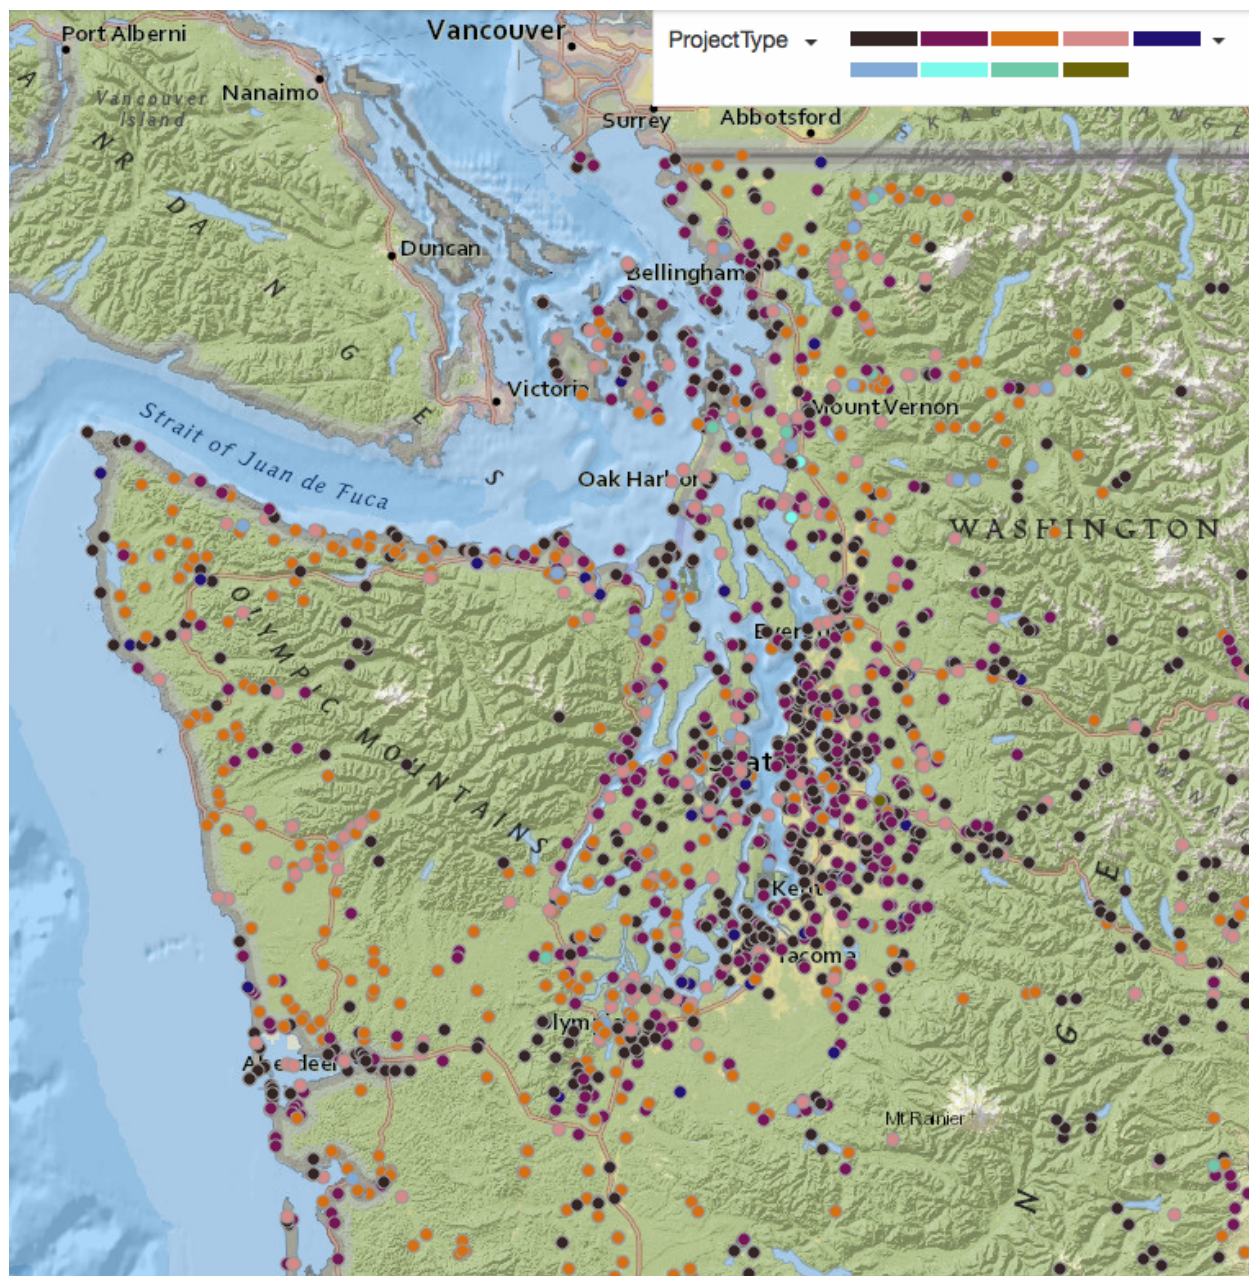 Port Alberni
Vancouver
ProjectType
Nanaimo
Vancouver
Island
Surrey
Abbotsford
Duncan
Bellingham
Victoria
Mount Vernon
Strait of Juan de Fuca
Oak Harbor
WASHINGTON
OLYMPIC MOUNTAINS
Kent
Tacoma
Aberdeen
Mt Rainier